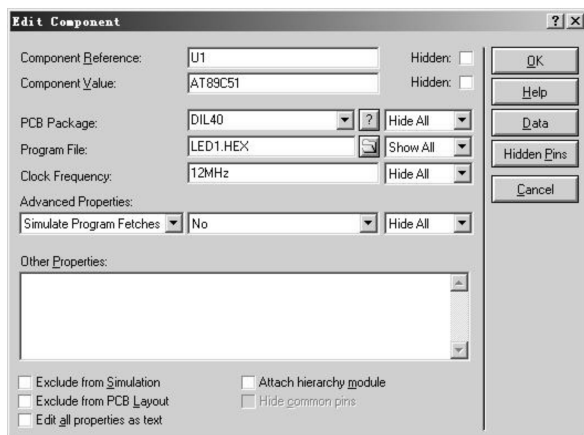 Edit Component
Component Reference: U1 Hidden: OK
Component Value: AT89C51 Hidden: Help
PCB Package: DIL40 ? Hide All Data
Program File: LED1.HEX Show All Hidden Pins
Clock Frequency: 12MHz Hide All Cancel
Advanced Properties:
Simulate Program Fetches No Hide All
Other Properties:
Exclude from Simulation Attach hierarchy module
Exclude from PCB Layout Hide common pins
Edit all properties as text